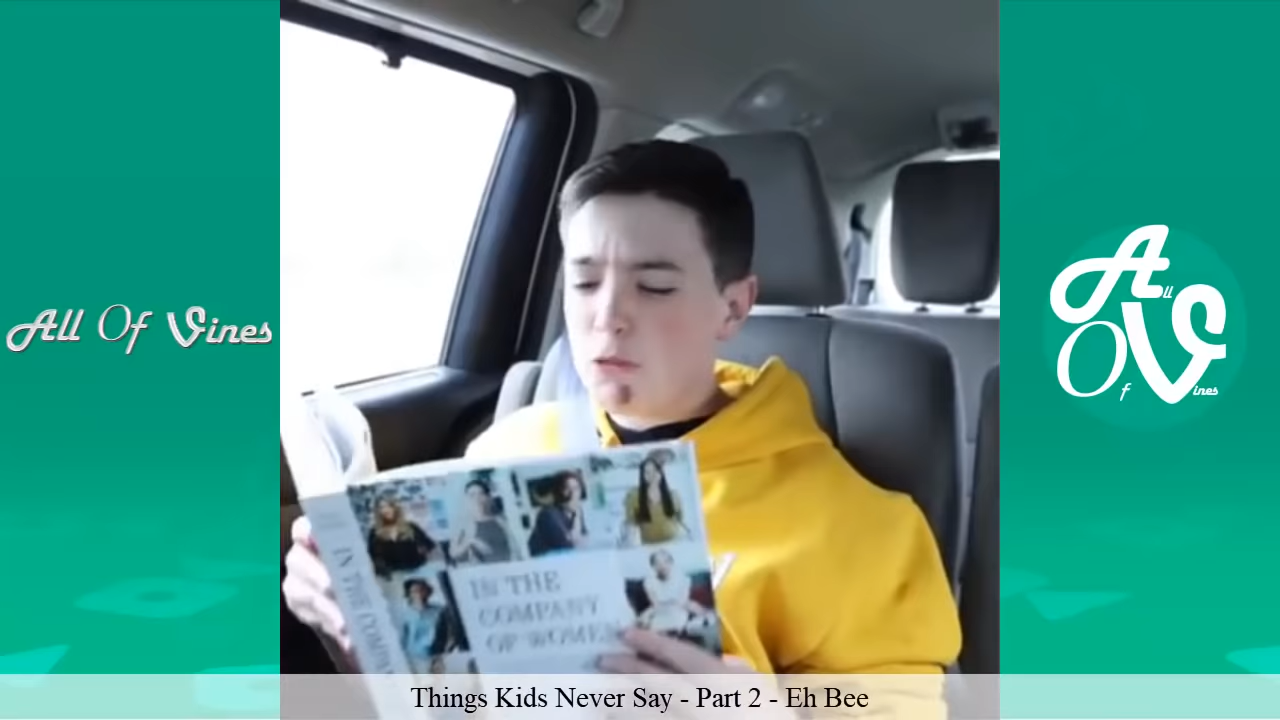 All Of Vines
IN THE COMPAN
IN THE
COMPANY
OF WOMEN
All
Of Vines
Things Kids Never Say - Part 2 - Eh Bee